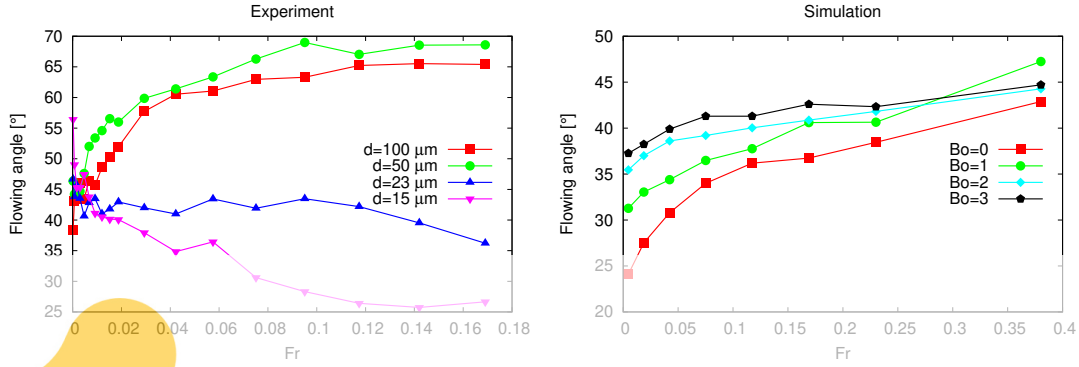 Experiment
Flowing angle [°]
70
65
60
55
50
45
40
35
30
25
0
0.02
0.04
0.06
0.08
0.1
0.12
0.14
0.16
0.18
Fr
d=100 μm
d=50 μm
d=23 μm
d=15 μm
Simulation
Flowing angle [°]
50
45
40
35
30
25
20
0
0.05
0.1
0.15
0.2
0.25
0.3
0.35
0.4
Fr
Bo=0
Bo=1
Bo=2
Bo=3